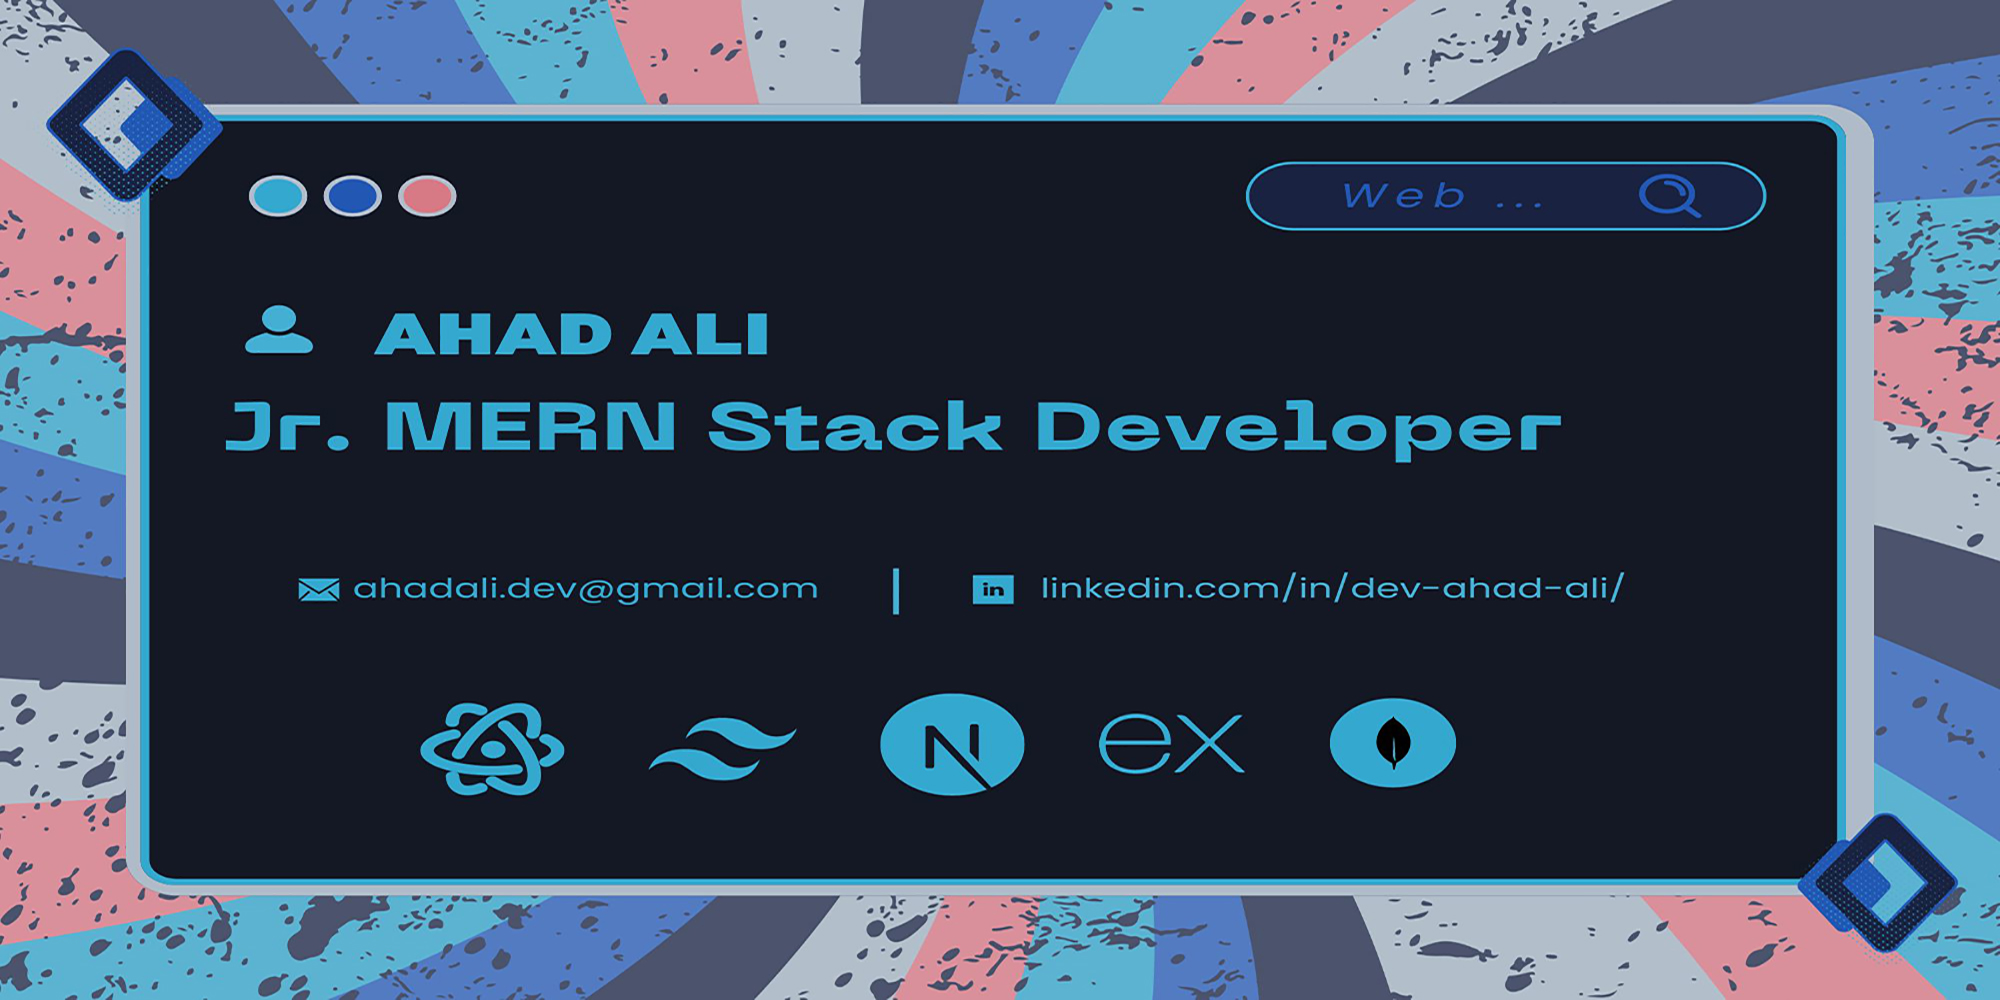 Web ...
AHAD ALI
Jr. MERN Stack Developer
ahadali.dev@gmail.com | in linkedin.com/in/dev-ahad-ali/
N ex